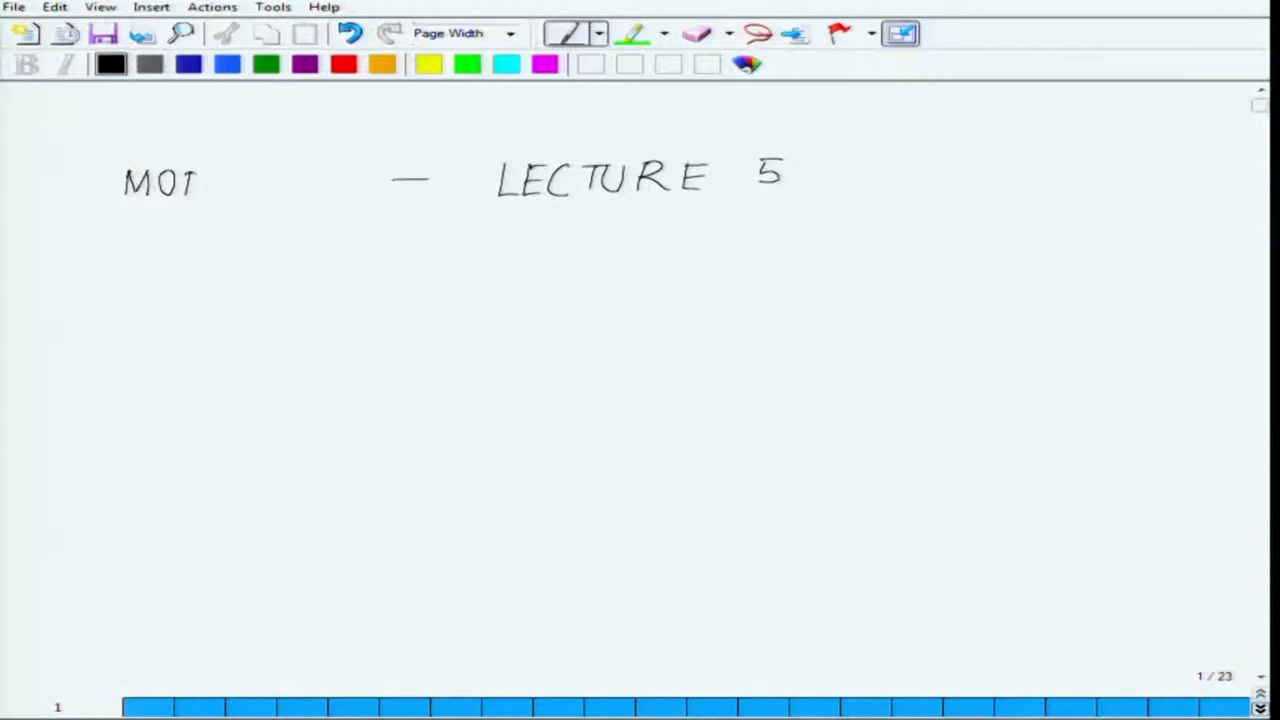 File Edit View Insert Actions Tools Help
Page Width
B I
MOT — LECTURE 5
1 / 23
1